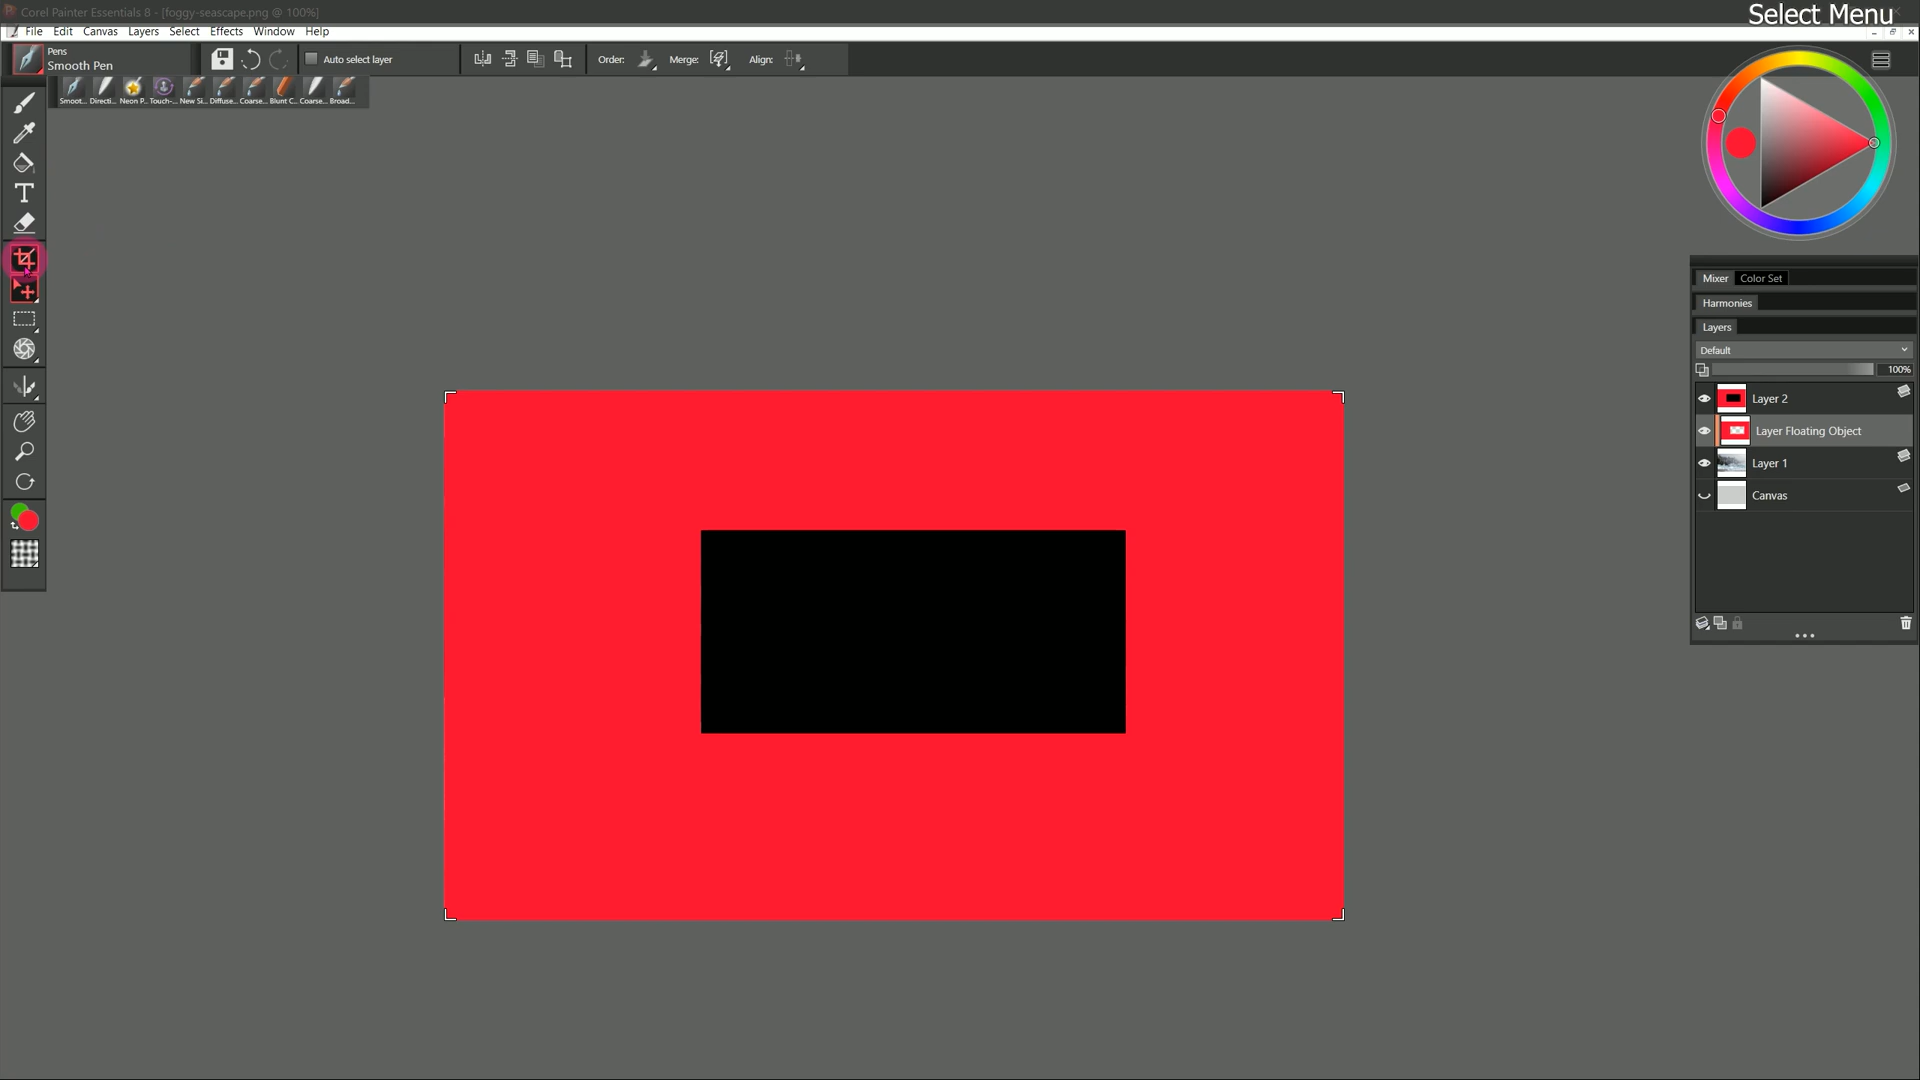 Corel Painter Essentials 8 - [foggy-seascape.png @ 100%]
Select Menu
File Edit Canvas Layers Select Effects Window Help
Pens
Smooth Pen
Auto select layer
Order:
Merge:
Align:
Smoot... Directi... Neon P... Touch-... New Si... Diffuse... Coarse... Blunt C... Coarse... Broad...
T
Mixer Color Set
Harmonies
Layers
Default
100%
Layer 2
Layer Floating Object
Layer 1
Canvas